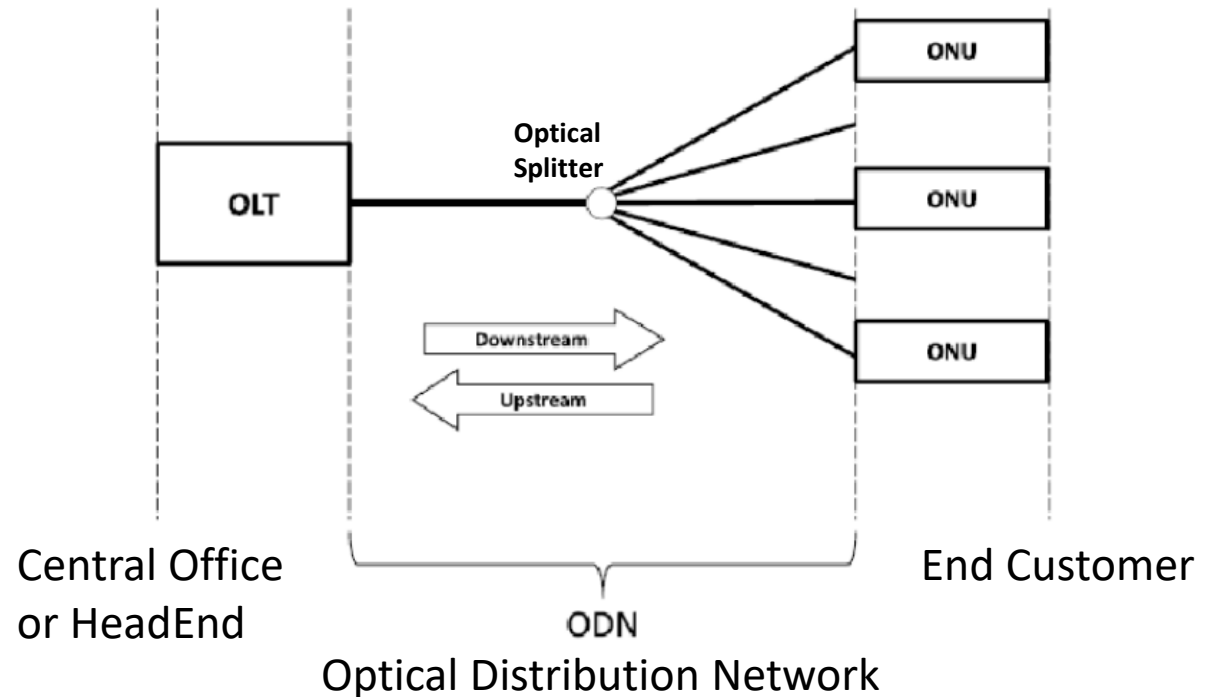 ONU
Optical
Splitter
OLT
ONU
Downstream
ONU
Upstream
Central Office
or HeadEnd
End Customer
ODN
Optical Distribution Network